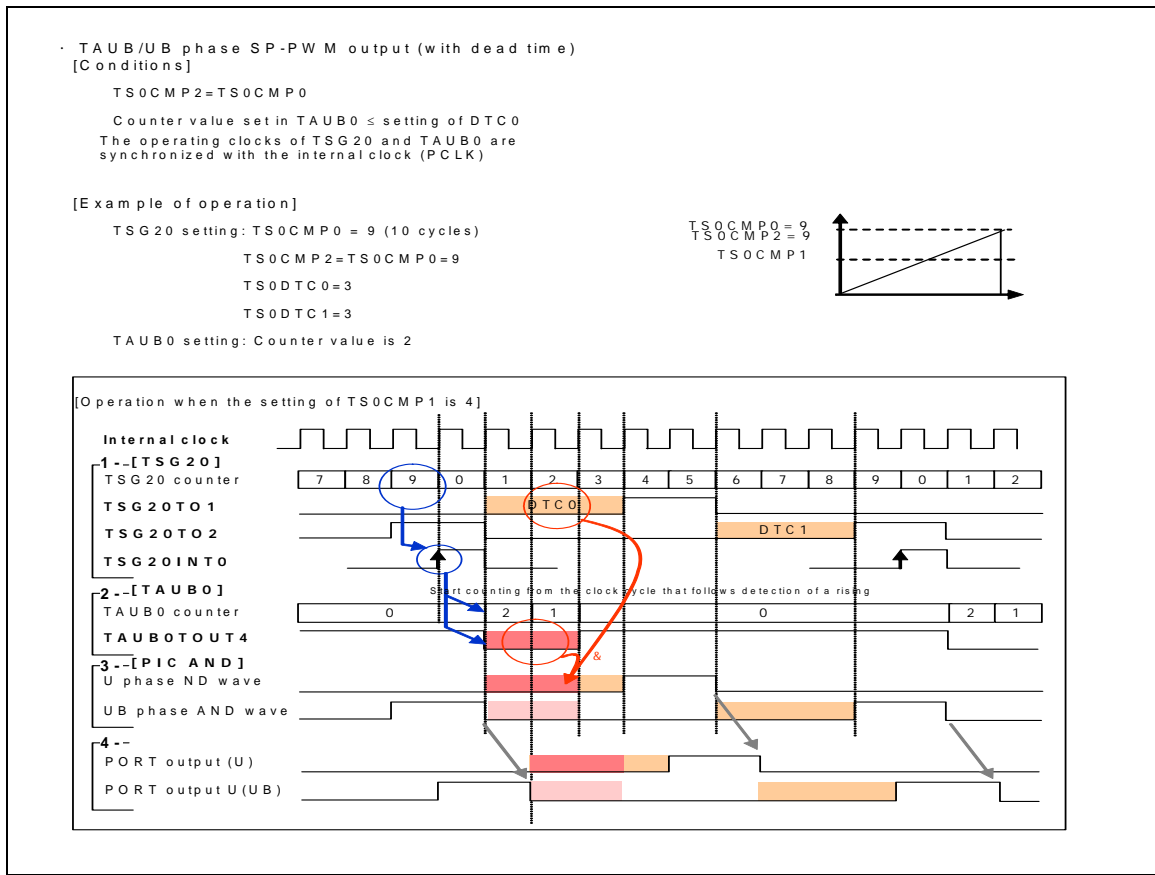 · TAUB/UB phase SP-PWM output (with dead time)
[Conditions]
TS0CMP2=TS0CMP0
Counter value set in TAUB0 ≤ setting of DTC0
The operating clocks of TSG20 and TAUB0 are
synchronized with the internal clock (PCLK)
[Example of operation]
TSG20 setting: TS0CMP0 = 9 (10 cycles)
TS0CMP2=TS0CMP0=9
TS0DTC0=3
TS0DTC1=3
TAUB0 setting: Counter value is 2
TS0CMP0= 9
TS0CMP2= 9
TS0CMP1
[Operation when the setting of TS0CMP1 is 4]
Internal clock
1 - -[TSG20]
TSG20 counter 7 8 9 0 1 2 3 4 5 6 7 8 9 0 1 2
TSG20TO1 DTC0
TSG20TO2 DTC1
TSG20INT0
2 - -[TAUB0] Start counting from the clock cycle that follows detection of a rising
TAUB0 counter 0 2 1 0 2 1
TAUB0TOUT4
&
3 - -[PIC AND]
U phase ND wave
UB phase AND wave
4 - -
PORT output (U)
PORT output U(UB)